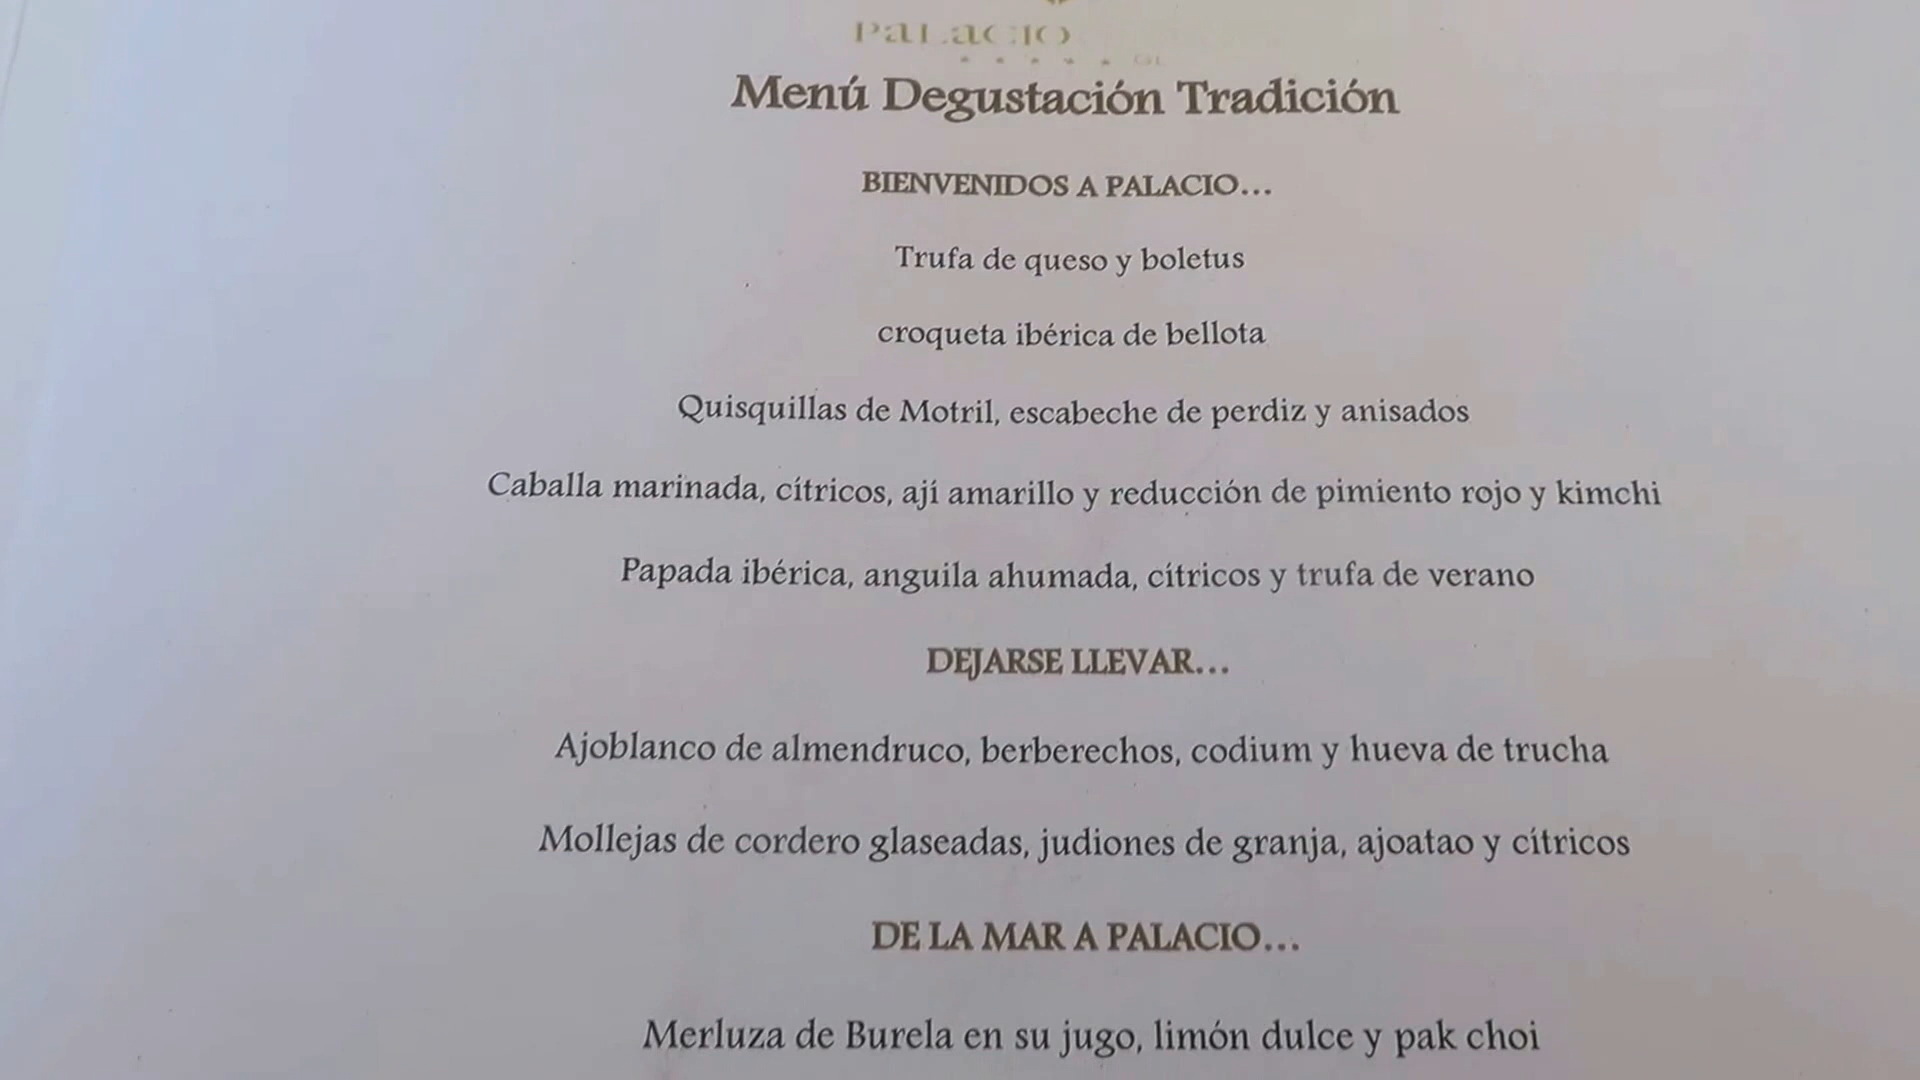 PALACIO
GL
Menú Degustación Tradición
BIENVENIDOS A PALACIO...
Trufa de queso y boletus
croqueta ibérica de bellota
Quisquillas de Motril, escabeche de perdiz y anisados
Caballa marinada, cítricos, ají amarillo y reducción de pimiento rojo y kimchi
Papada ibérica, anguila ahumada, cítricos y trufa de verano
DEJARSE LLEVAR...
Ajoblanco de almendruco, berberechos, codium y hueva de trucha
Mollejas de cordero glaseadas, judiones de granja, ajoatao y cítricos
DE LA MAR A PALACIO...
Merluza de Burela en su jugo, limón dulce y pak choi